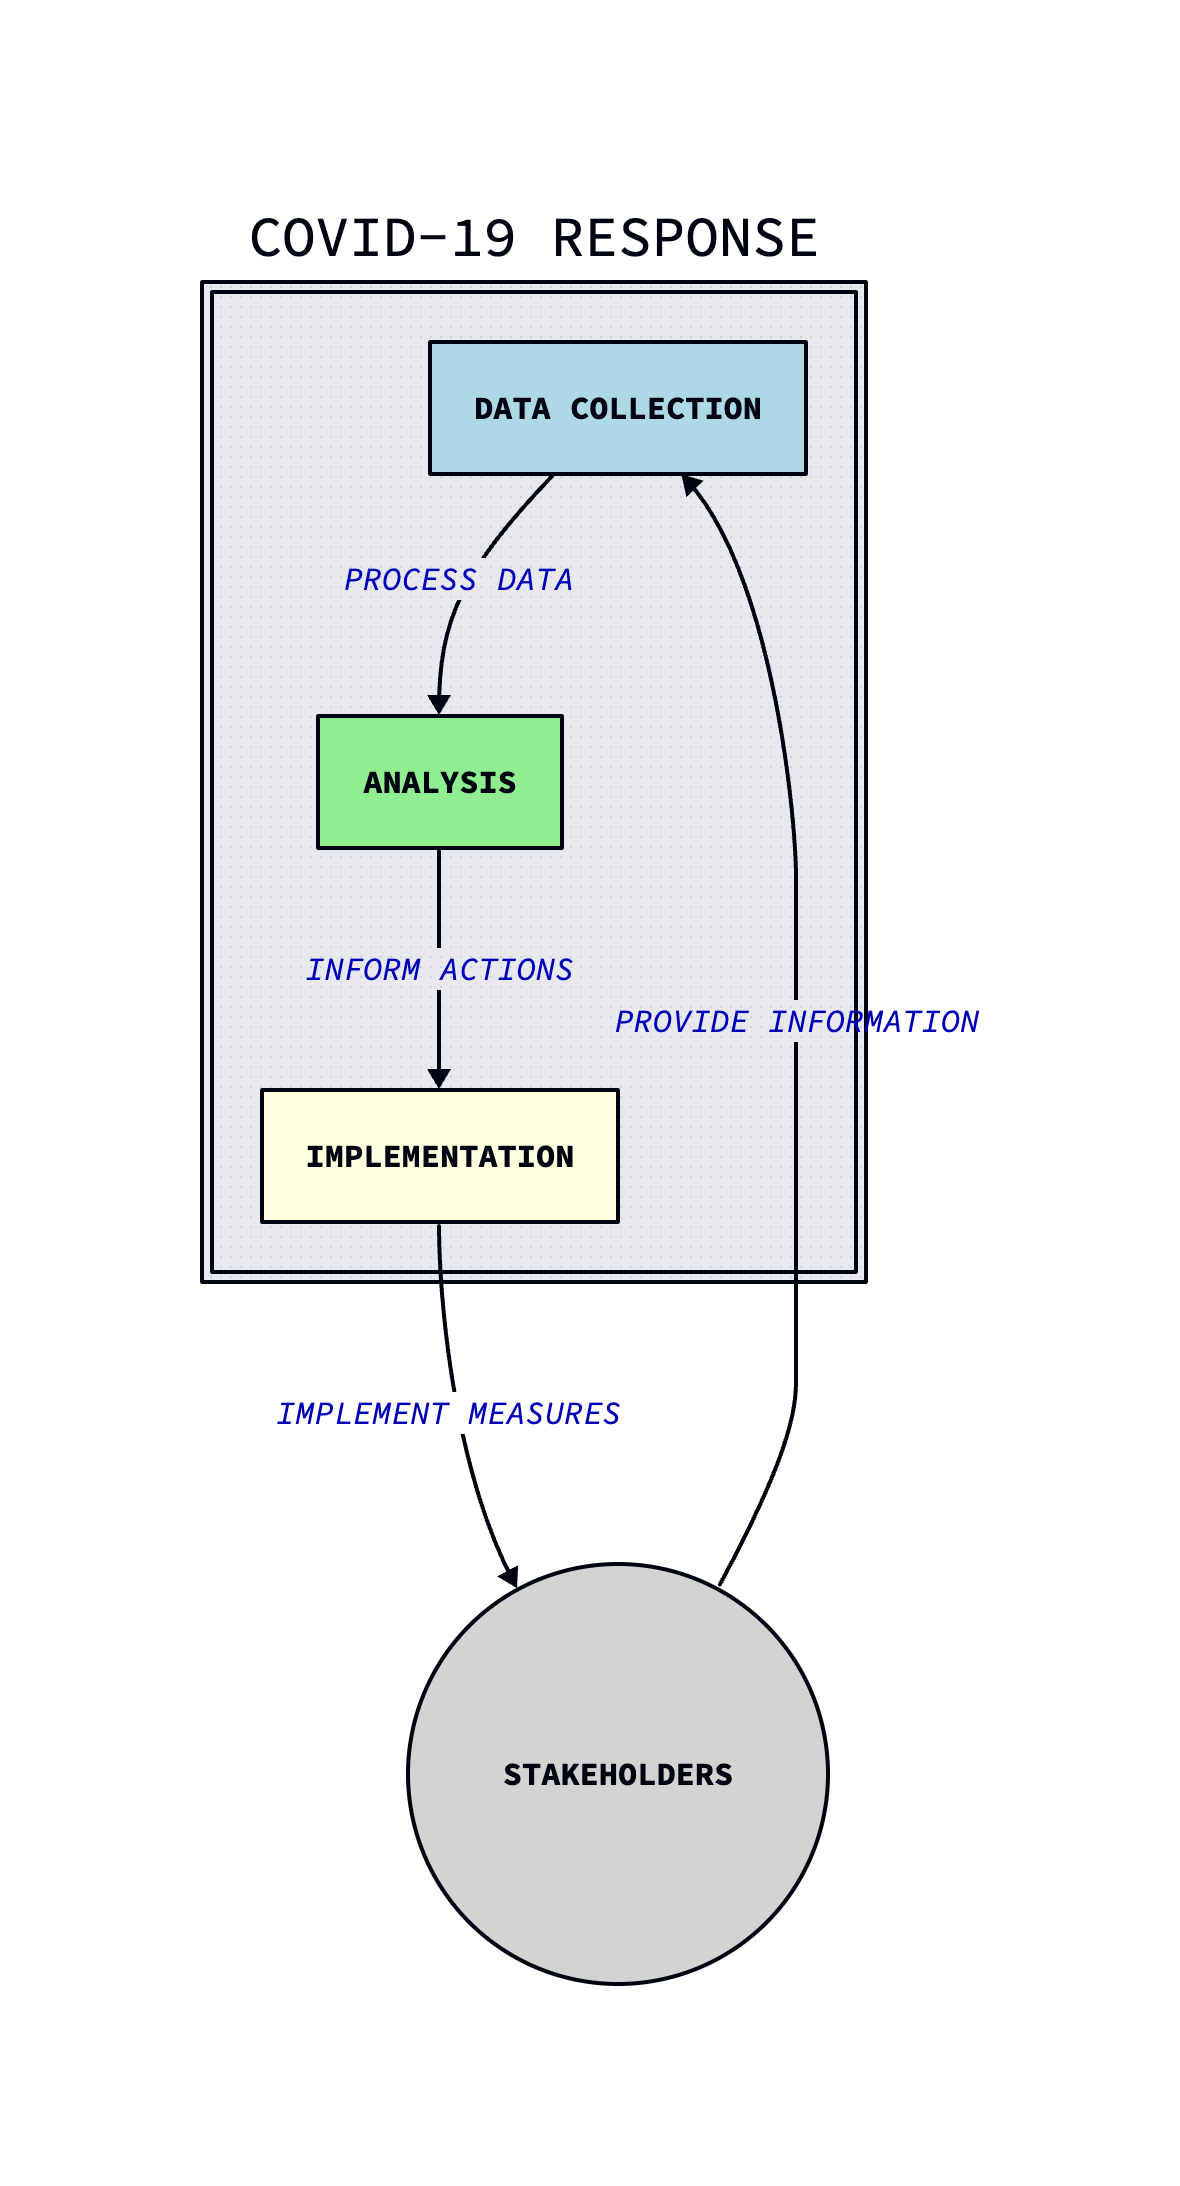 COVID-19 RESPONSE
DATA COLLECTION
PROCESS DATA
ANALYSIS
INFORM ACTIONS
PROVIDE INFORMATION
IMPLEMENTATION
IMPLEMENT MEASURES
STAKEHOLDERS